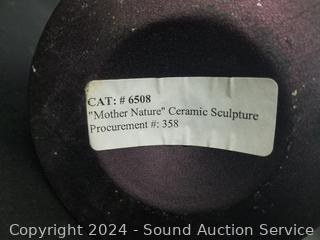 CAT: # 6508
"Mother Nature" Ceramic Sculpture
Procurement #: 358
Copyright © 2024 - Sound Auction Service